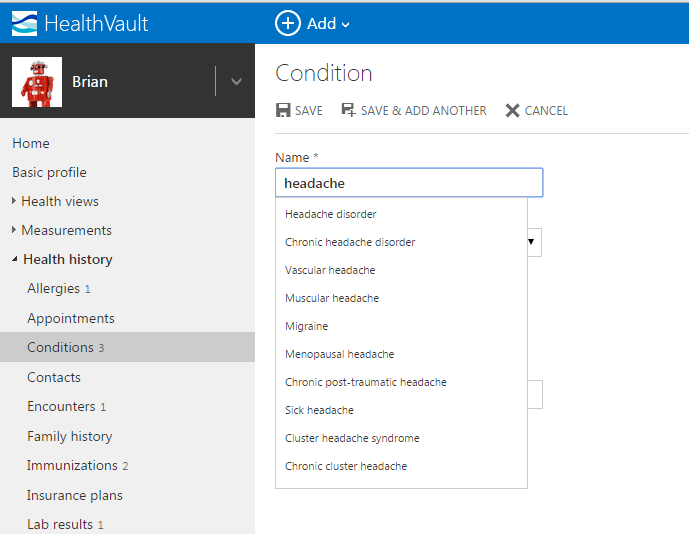 HealthVault
Add
Brian
Home
Basic profile
Health views
Measurements
Health history
Allergies 1
Appointments
Conditions 3
Contacts
Encounters 1
Family history
Immunizations 2
Insurance plans
Lab results 1
Condition
SAVE SAVE & ADD ANOTHER CANCEL
Name *
headache
Headache disorder
Chronic headache disorder
Vascular headache
Muscular headache
Migraine
Menopausal headache
Chronic post-traumatic headache
Sick headache
Cluster headache syndrome
Chronic cluster headache